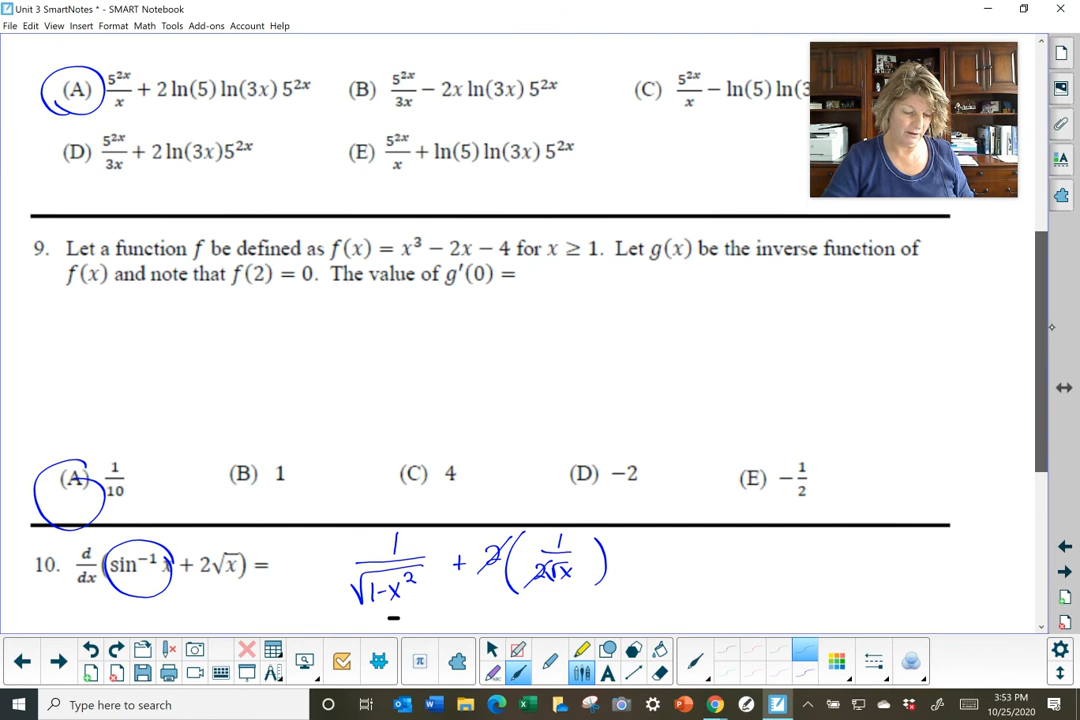 Unit 3 SmartNotes * - SMART Notebook
File Edit View Insert Format Math Tools Add-ons Account Help
(A) 5^{2x}/x + 2 ln(5) ln(3x) 5^{2x} (B) 5^{2x}/3x − 2x ln(3x) 5^{2x} (C) 5^{2x}/x − ln(5) ln(3
(D) 5^{2x}/3x + 2 ln(3x)5^{2x} (E) 5^{2x}/x + ln(5) ln(3x) 5^{2x}
9. Let a function f be defined as f(x) = x³ − 2x − 4 for x ≥ 1. Let g(x) be the inverse function of
f(x) and note that f(2) = 0. The value of g′(0) =
(A) 1/10 (B) 1 (C) 4 (D) −2 (E) −1/2
10. d/dx (sin⁻¹ x + 2√x) = 1/√(1-x²) + 2(1/(2√x))
Type here to search
3:53 PM
10/25/2020